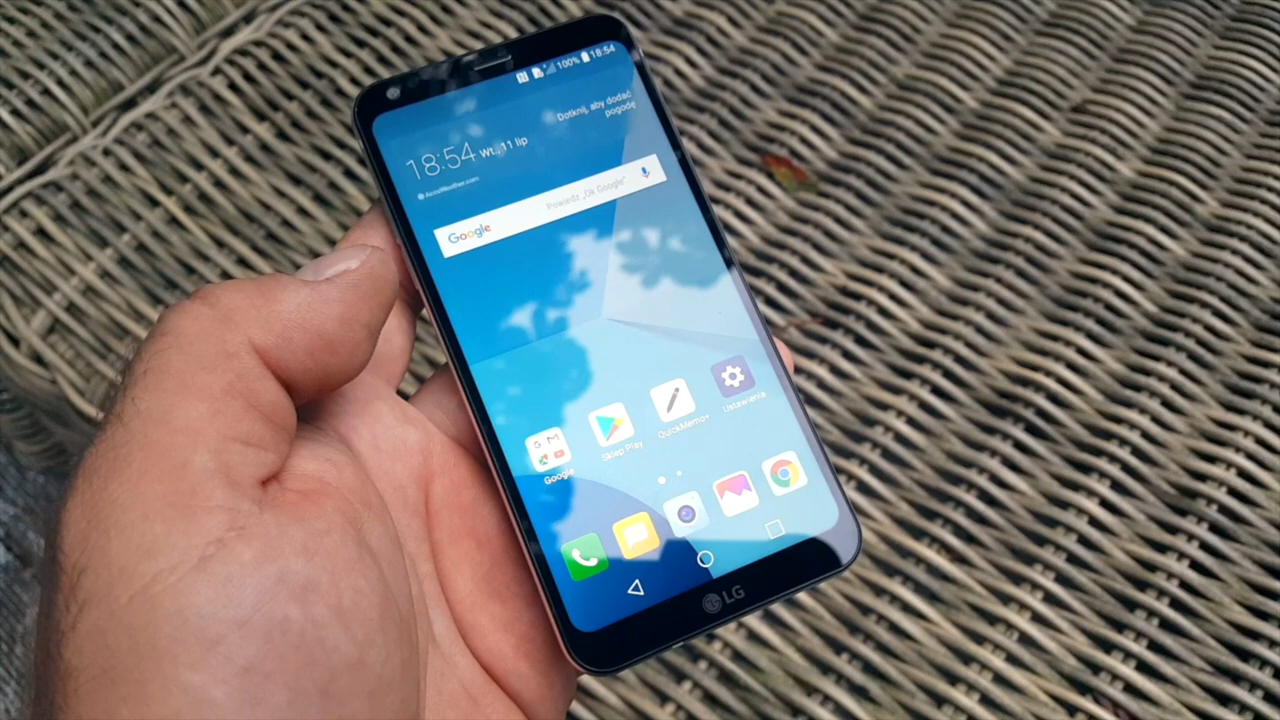 100% 18:54
Dotknij, aby dodać
pogodę
18:54 Wt., 11 lip
AccuWeather.com
Google Powiedz „Ok Google”
G M
Google
Sklep Play
QuickMemo+
Ustawienia
LG LG